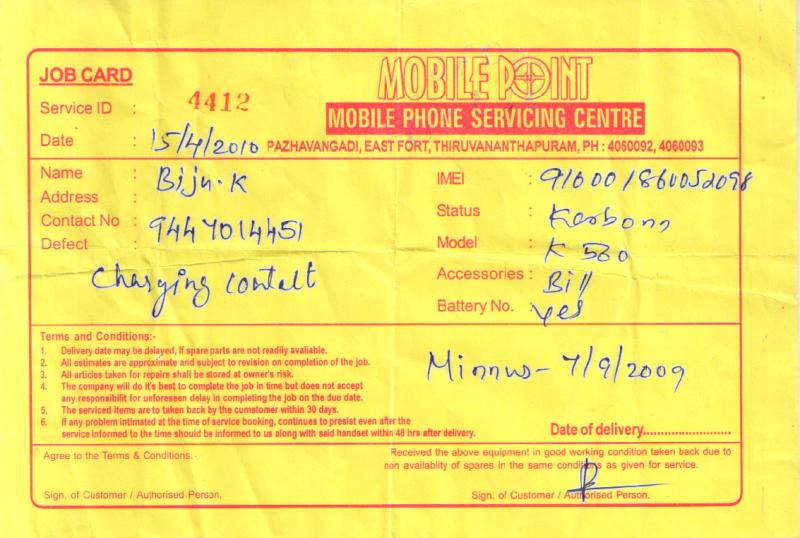 JOB CARD
MOBILE POINT
Service ID : 4412
MOBILE PHONE SERVICING CENTRE
Date : 15/4/2010
PAZHAVANGADI, EAST FORT, THIRUVANANTHAPURAM, PH : 4060092, 4060093
Name : Biju.K
Address :
Contact No : 9447014451
Defect :
Charging contalt
IMEI : 910001860052098
Status : Karbonn
Model : K 560
Accessories : Bill
Battery No. : yes
Terms and Conditions:-
1. Delivery date may be delayed, If spare parts are not readily avaliable.
2. All estimates are approximate and subject to revision on completion of the job.
3. All articles taken for repairs shall be stored at owner's risk.
4. The company will do it's best to complete the job in time but does not accept
any responsibilit for unforeseen delay in completing the job on the due date.
5. The serviced items are to taken back by the cumstomer within 30 days.
6. If any problem intimated at the time of service booking, continues to presist even after the
service informed to the time should be informed to us along with said handset within 48 hrs after delivery.
Minnus- 7/9/2009
Date of delivery........................
Agree to the Terms & Conditions.
Sign. of Customer / Authorised Person.
Received the above equipment in good working condition taken back due to
non availablity of spares in the same conditions as given for service.
Sign. of Customer / Authorised Person.